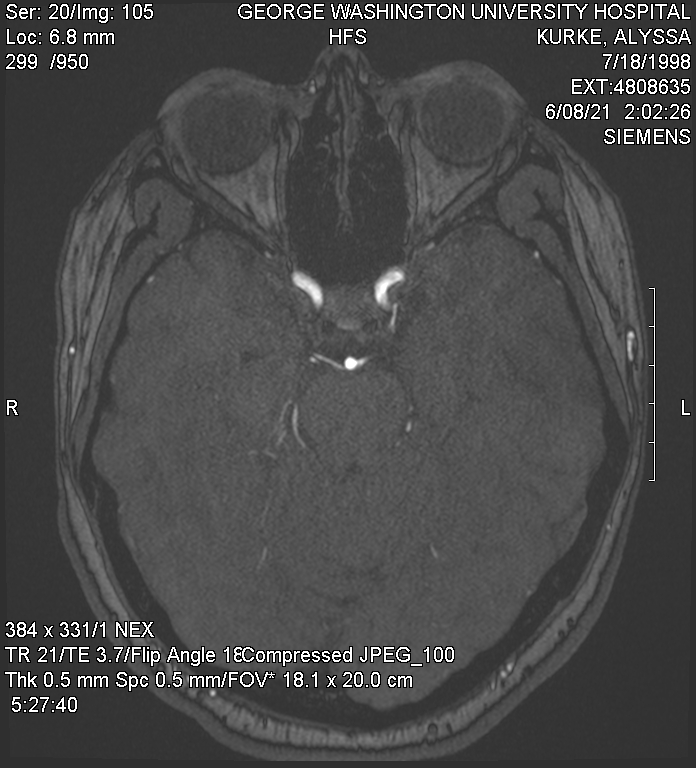 Ser: 20/Img: 105
Loc: 6.8 mm
299 /950
GEORGE WASHINGTON UNIVERSITY HOSPITAL
HFS
KURKE, ALYSSA
7/18/1998
EXT:4808635
6/08/21 2:02:26
SIEMENS
R
L
384 x 331/1 NEX
TR 21/TE 3.7/Flip Angle 18Compressed JPEG_100
Thk 0.5 mm Spc 0.5 mm/FOV* 18.1 x 20.0 cm
5:27:40